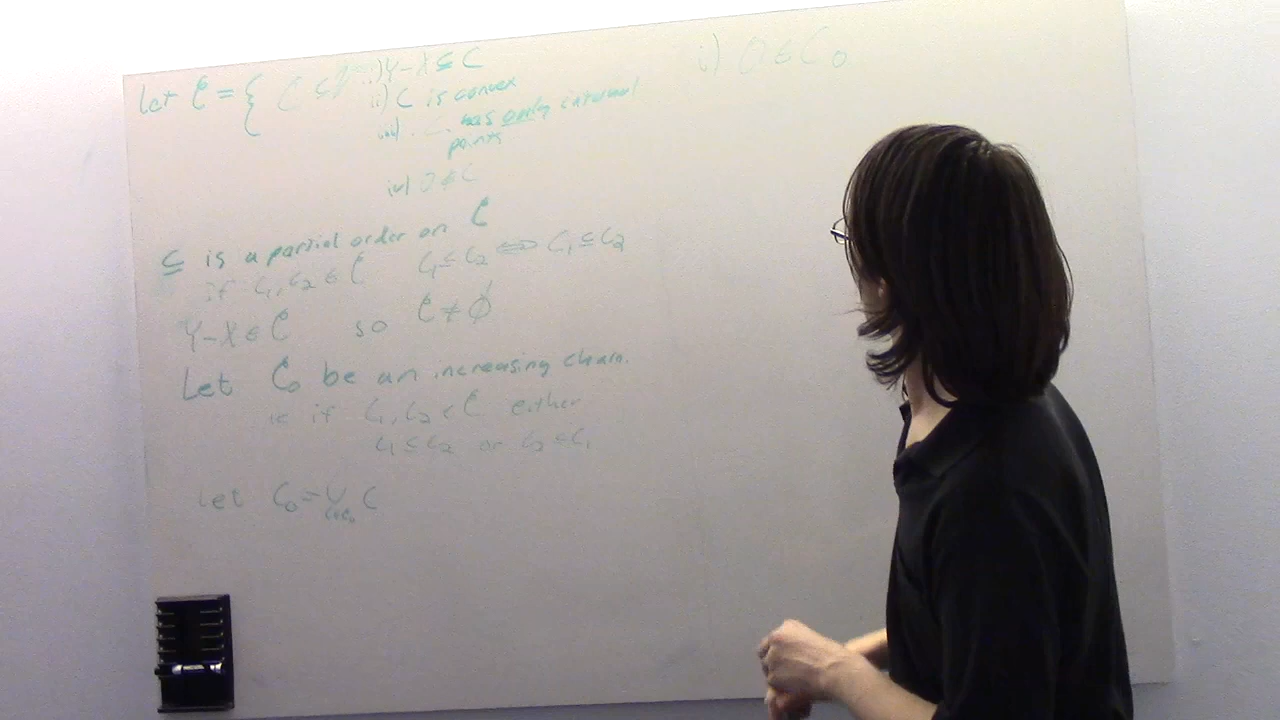 Let C = { C ⊆ V : i) Y-X ⊆ C
ii) C is convex
iii) C has only internal
points
iv) 0 ∉ C
⊆ is a partial order on C
if C₁, C₂ ∈ C C₁ ≤ C₂ ⟺ C₁ ⊆ C₂
Y-X ∈ C so C ≠ ∅
Let C₀ be an increasing chain.
ie if C₁, C₂ ∈ C either
C₁ ≤ C₂ or C₂ ≤ C₁
Let C₀ = ∪ C
C∈C₀
i) 0 ∉ C₀